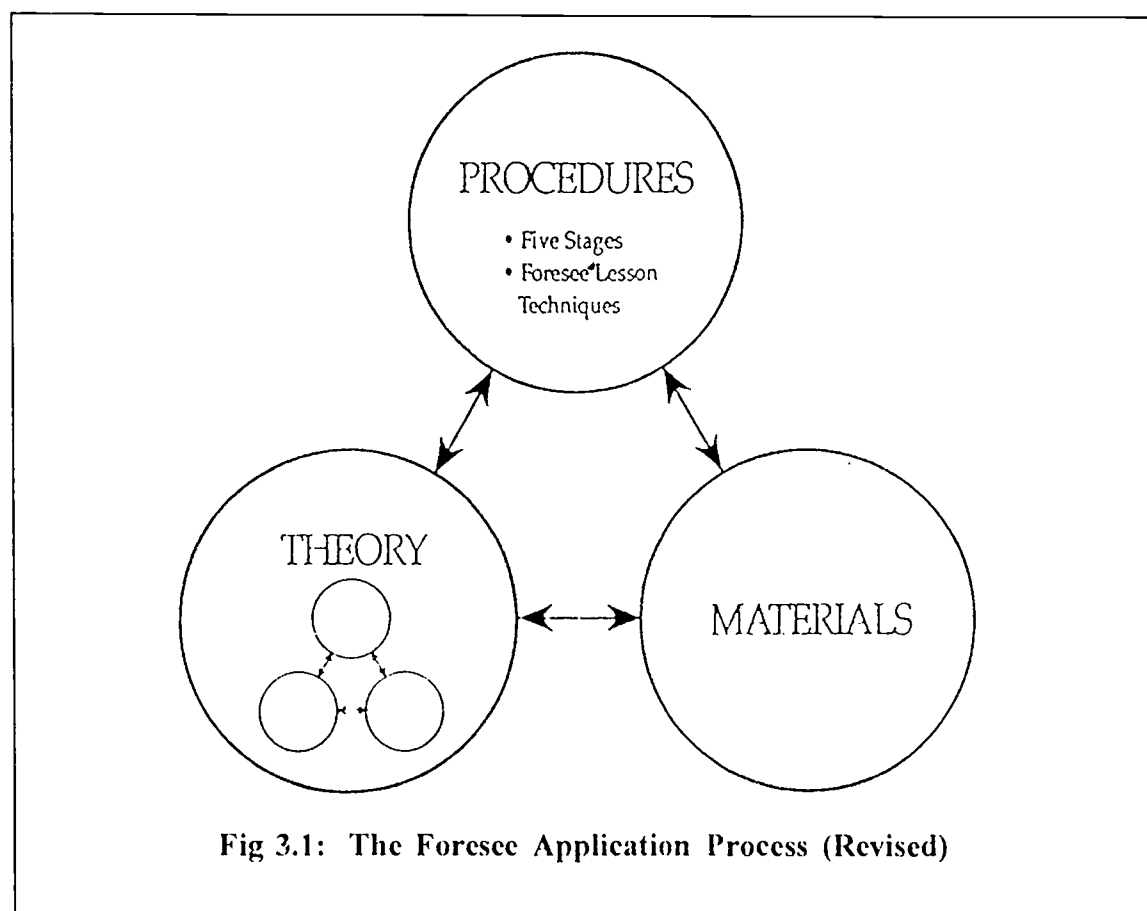 PROCEDURES
• Five Stages
• Foresee Lesson
Techniques
THEORY
MATERIALS
Fig 3.1: The Foresee Application Process (Revised)